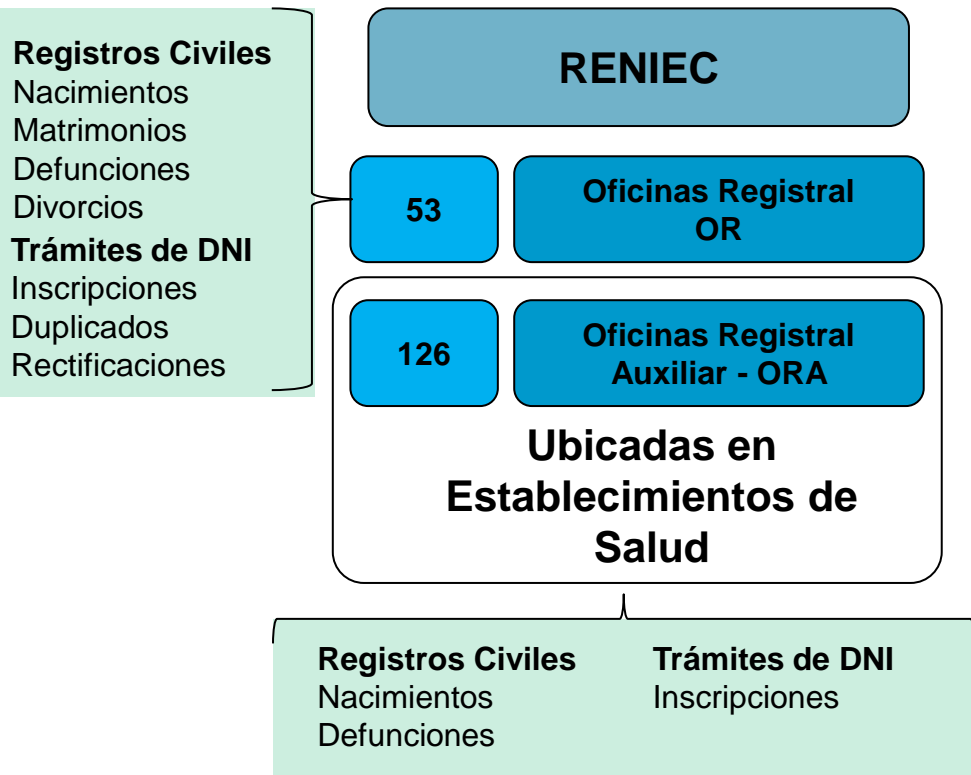 Registros Civiles
Nacimientos
Matrimonios
Defunciones
Divorcios
Trámites de DNI
Inscripciones
Duplicados
Rectificaciones
RENIEC
53
Oficinas Registral
OR
126
Oficinas Registral
Auxiliar - ORA
Ubicadas en
Establecimientos de
Salud
Registros Civiles
Nacimientos
Defunciones
Trámites de DNI
Inscripciones